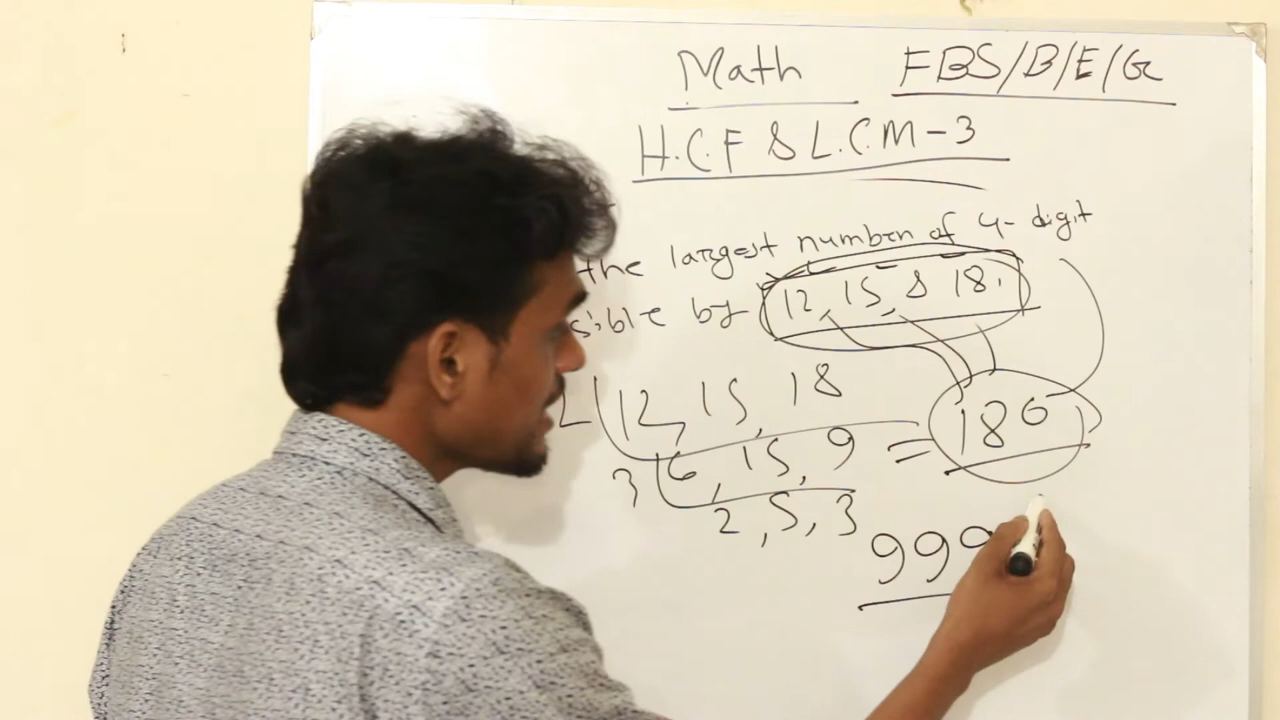 Math FBS/B/E/G
H.C.F & L.C.M-3
the largest number of 4-digit
sible by 12, 15, & 18.
2 12, 15, 18 = 180
3 6, 15, 9
2, 5, 3
999